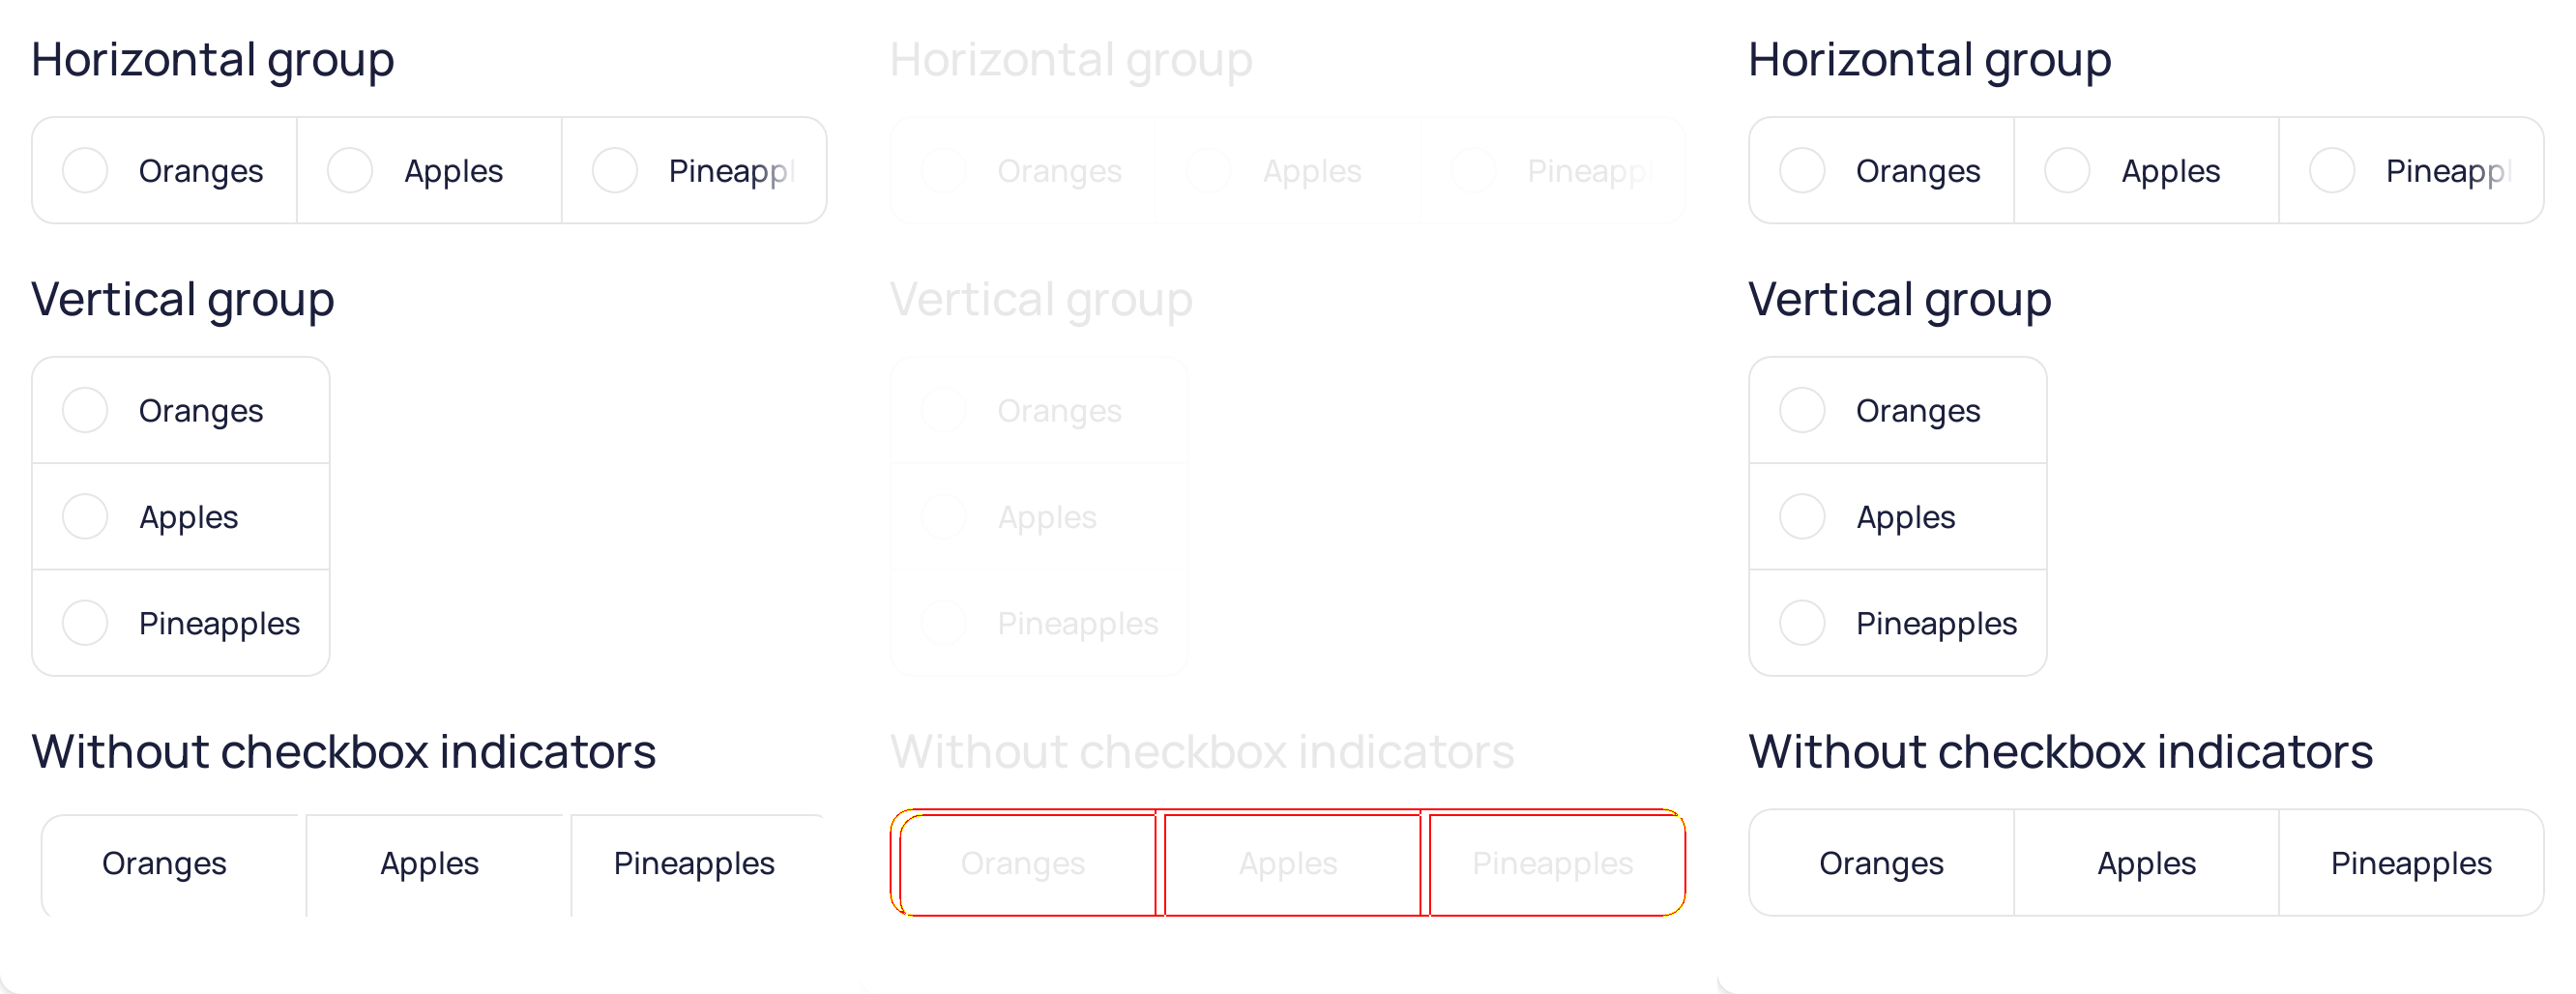 Horizontal group
Oranges Apples Pineappl
Vertical group
Oranges
Apples
Pineapples
Without checkbox indicators
Oranges Apples Pineapples
Horizontal group
Oranges Apples Pineappl
Vertical group
Oranges
Apples
Pineapples
Without checkbox indicators
Oranges Apples Pineapples
Horizontal group
Oranges Apples Pineappl
Vertical group
Oranges
Apples
Pineapples
Without checkbox indicators
Oranges Apples Pineapples